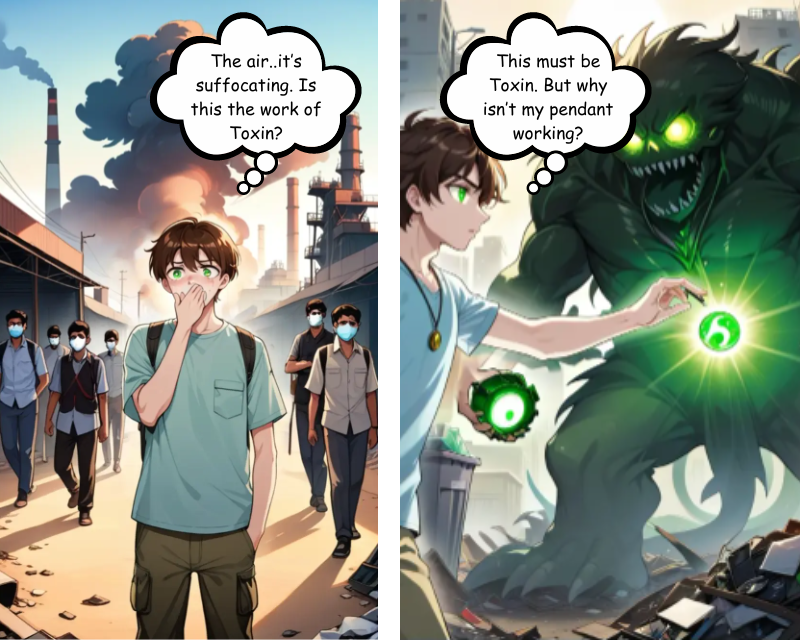 The air..it's
suffocating. Is
this the work of
Toxin?
This must be
Toxin. But why
isn't my pendant
working?